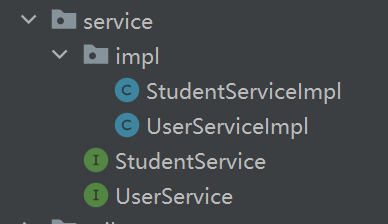 service
impl
C StudentServiceImpl
C UserServiceImpl
I StudentService
I UserService